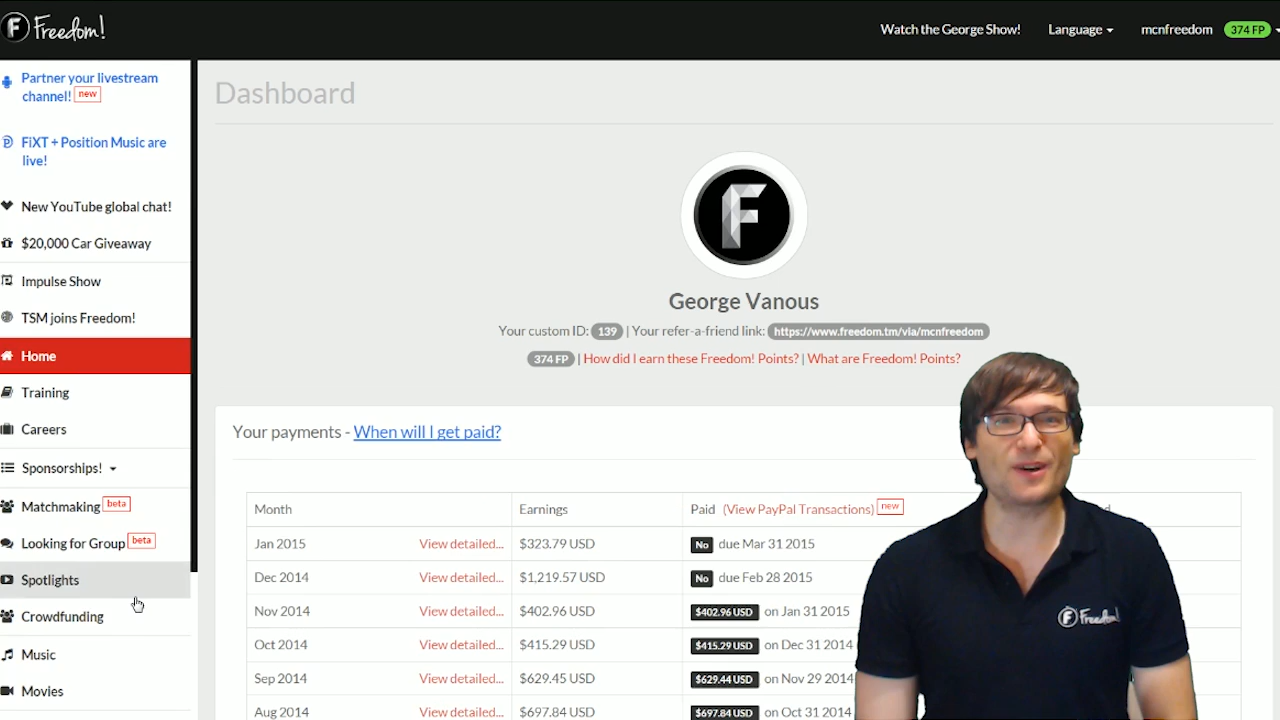 F Freedom!
Watch the George Show!
Language
mcnfreedom
374 FP
Partner your livestream
channel! new
FiXT + Position Music are
live!
New YouTube global chat!
$20,000 Car Giveaway
Impulse Show
TSM joins Freedom!
Home
Training
Careers
Sponsorships!
Matchmaking beta
Looking for Group beta
Spotlights
Crowdfunding
Music
Movies
Dashboard
F
George Vanous
Your custom ID: 139 | Your refer-a-friend link: https://www.freedom.tm/via/mcnfreedom
374 FP | How did I earn these Freedom! Points? | What are Freedom! Points?
Your payments - When will I get paid?
Month Earnings Paid (View PayPal Transactions) new
Jan 2015 View detailed... $323.79 USD No due Mar 31 2015
Dec 2014 View detailed... $1,219.57 USD No due Feb 28 2015
Nov 2014 View detailed... $402.96 USD $402.96 USD on Jan 31 2015
Oct 2014 View detailed... $415.29 USD $415.29 USD on Dec 31 2014
Sep 2014 View detailed... $629.45 USD $629.44 USD on Nov 29 2014
Aug 2014 View detailed... $697.84 USD $697.84 USD on Oct 31 2014
F Freedom!